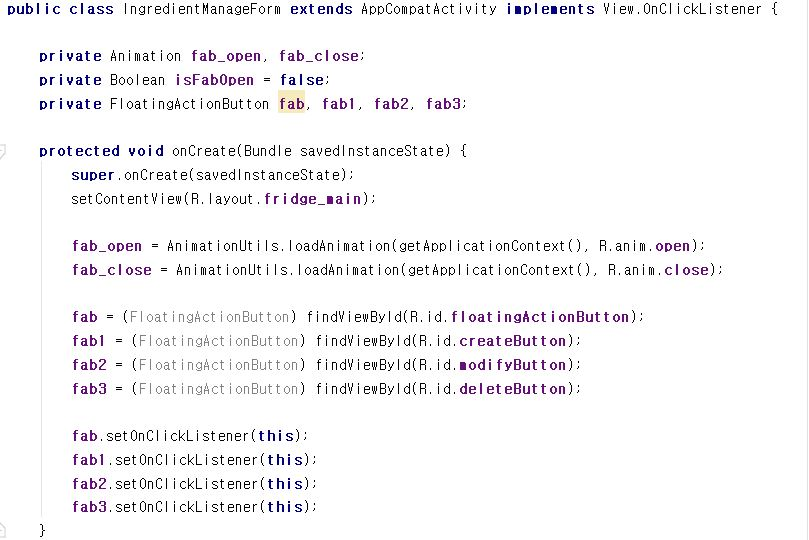 public class IngredientManageForm extends AppCompatActivity implements View.OnClickListener {
private Animation fab_open, fab_close;
private Boolean isFabOpen = false;
private FloatingActionButton fab, fab1, fab2, fab3;
protected void onCreate(Bundle savedInstanceState) {
super.onCreate(savedInstanceState);
setContentView(R.layout.fridge_main);
fab_open = AnimationUtils.loadAnimation(getApplicationContext(), R.anim.open);
fab_close = AnimationUtils.loadAnimation(getApplicationContext(), R.anim.close);
fab = (FloatingActionButton) findViewById(R.id.floatingActionButton);
fab1 = (FloatingActionButton) findViewById(R.id.createButton);
fab2 = (FloatingActionButton) findViewById(R.id.modifyButton);
fab3 = (FloatingActionButton) findViewById(R.id.deleteButton);
fab.setOnClickListener(this);
fab1.setOnClickListener(this);
fab2.setOnClickListener(this);
fab3.setOnClickListener(this);
}